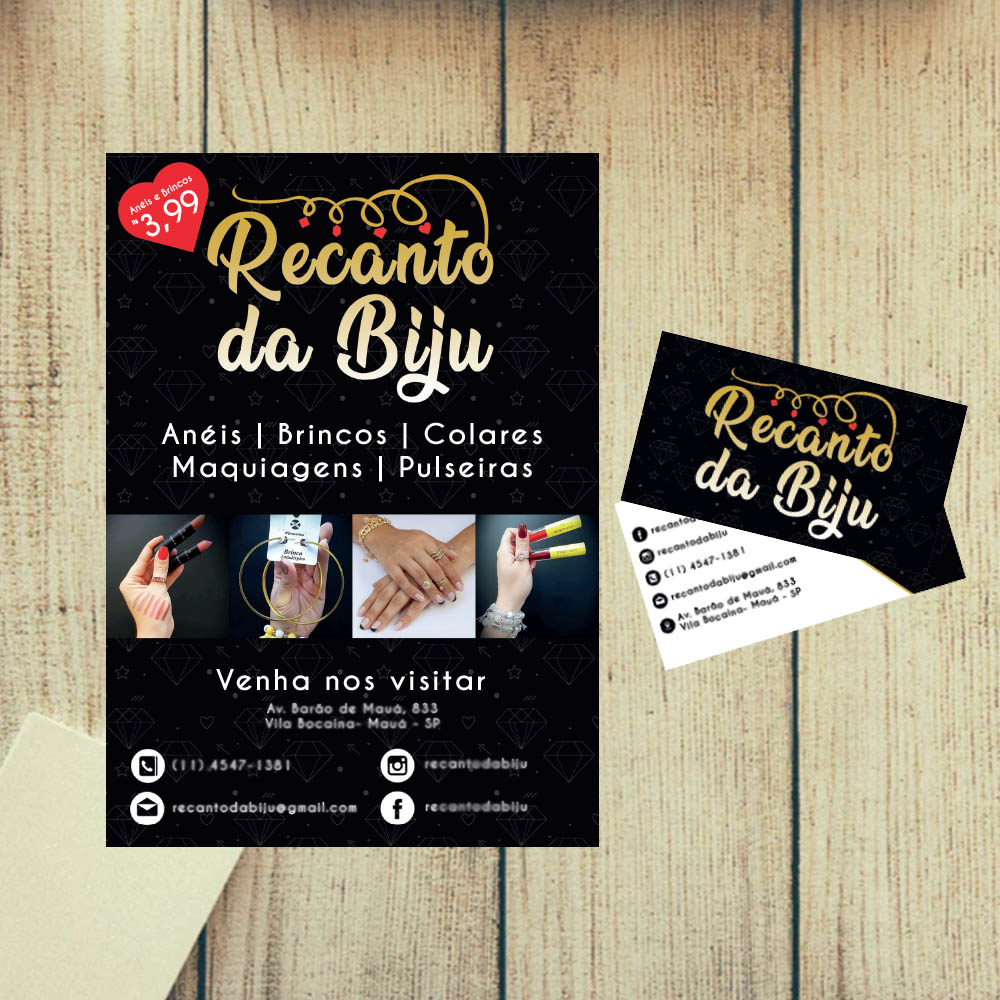 Anéis e Brincos
R$ 3,99
Recanto
da Biju
Anéis | Brincos | Colares
Maquiagens | Pulseiras
Brinco
Venha nos visitar
Av. Barão de Mauá, 833
Vila Bocaina- Mauá - SP
(11) 4547-1381
recantodabiju
recantodabiju@gmail.com
recantodabiju
Recanto
da Biju
recantodabiju
recantodabiju
(11) 4547-1381
recantodabiju@gmail.com
Av. Barão de Mauá, 833
Vila Bocaina- Mauá - SP